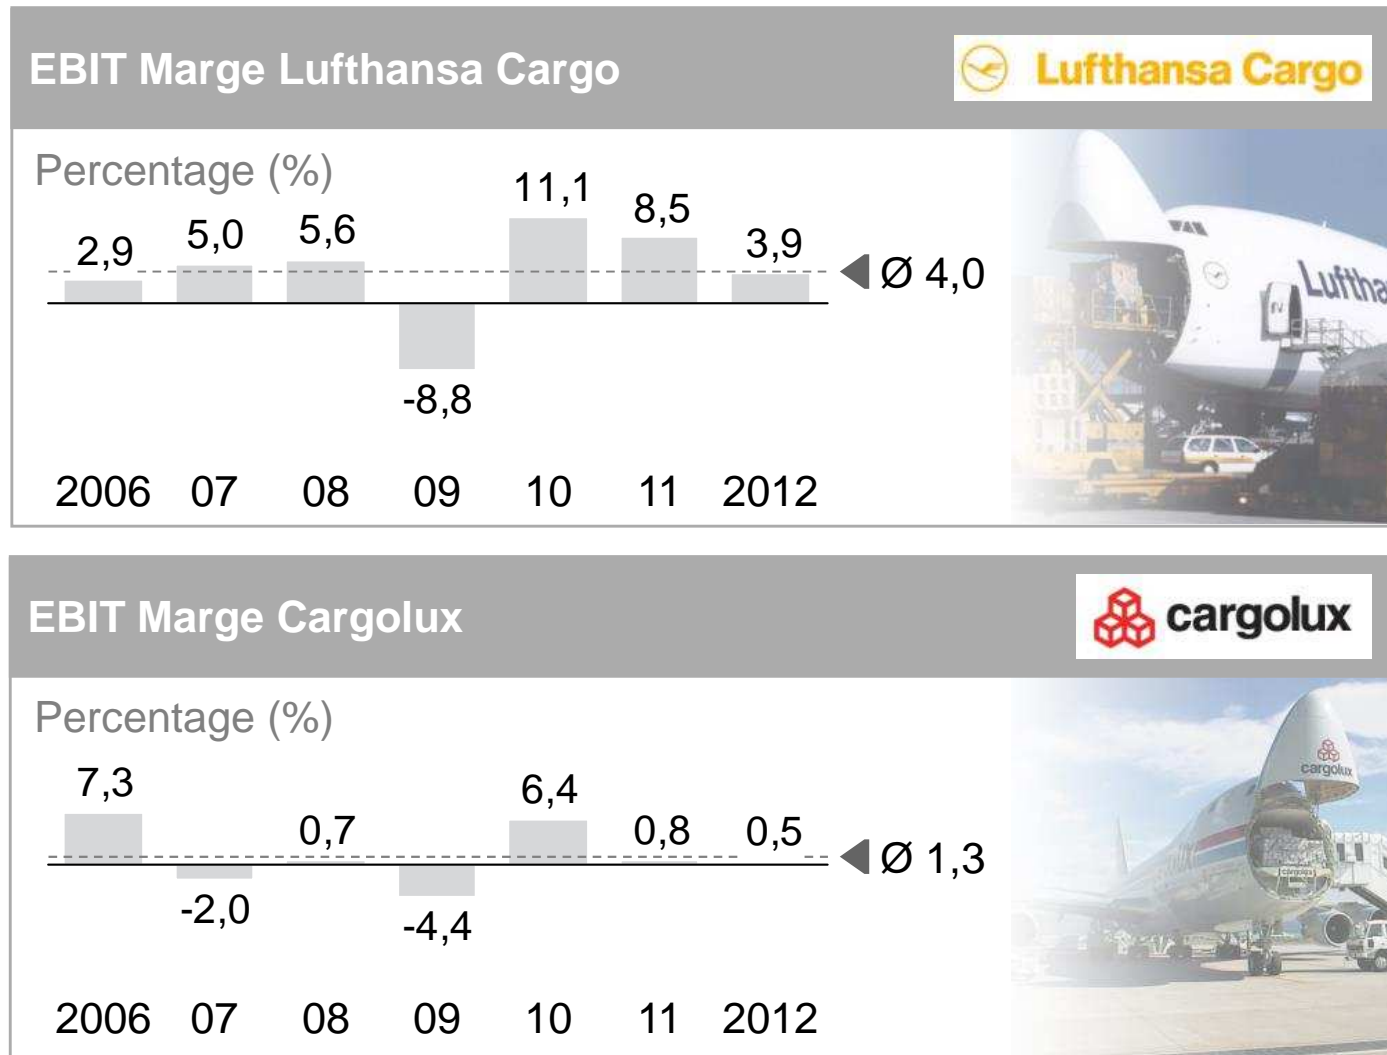 EBIT Marge Lufthansa Cargo
Lufthansa Cargo
Percentage (%)
2,9 5,0 5,6 -8,8 11,1 8,5 3,9
Ø 4,0
2006 07 08 09 10 11 2012
Luftha
EBIT Marge Cargolux
cargolux
Percentage (%)
7,3 -2,0 0,7 -4,4 6,4 0,8 0,5
Ø 1,3
2006 07 08 09 10 11 2012
cargolux
cargolux